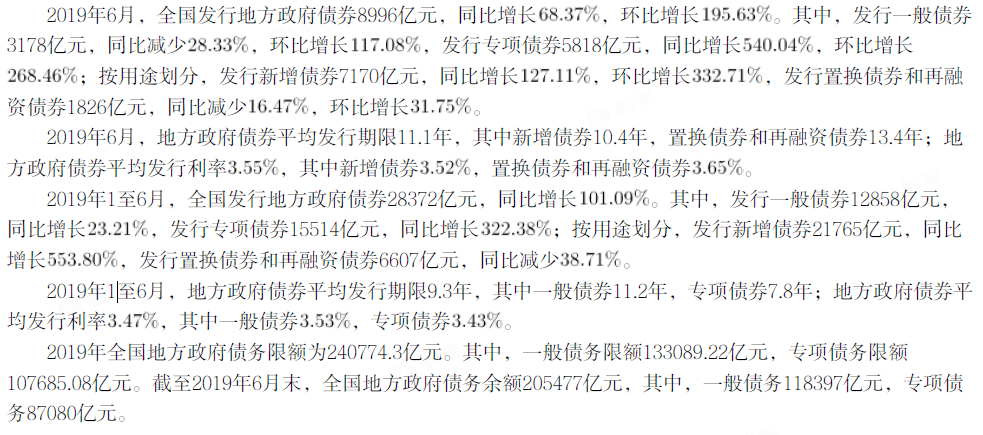 2019年6月，全国发行地方政府债券8996亿元，同比增长68.37%，环比增长195.63%。其中，发行一般债券
3178亿元，同比减少28.33%，环比增长117.08%，发行专项债券5818亿元，同比增长540.04%，环比增长
268.46%；按用途划分，发行新增债券7170亿元，同比增长127.11%，环比增长332.71%，发行置换债券和再融
资债券1826亿元，同比减少16.47%，环比增长31.75%。
2019年6月，地方政府债券平均发行期限11.1年，其中新增债券10.4年，置换债券和再融资债券13.4年；地
方政府债券平均发行利率3.55%，其中新增债券3.52%，置换债券和再融资债券3.65%。
2019年1至6月，全国发行地方政府债券28372亿元，同比增长101.09%。其中，发行一般债券12858亿元，
同比增长23.21%，发行专项债券15514亿元，同比增长322.38%；按用途划分，发行新增债券21765亿元，同比
增长553.80%，发行置换债券和再融资债券6607亿元，同比减少38.71%。
2019年1至6月，地方政府债券平均发行期限9.3年，其中一般债券11.2年，专项债券7.8年；地方政府债券平
均发行利率3.47%，其中一般债券3.53%，专项债券3.43%。
2019年全国地方政府债务限额为240774.3亿元。其中，一般债务限额133089.22亿元，专项债务限额
107685.08亿元。截至2019年6月末，全国地方政府债务余额205477亿元，其中，一般债务118397亿元，专项债
务87080亿元。